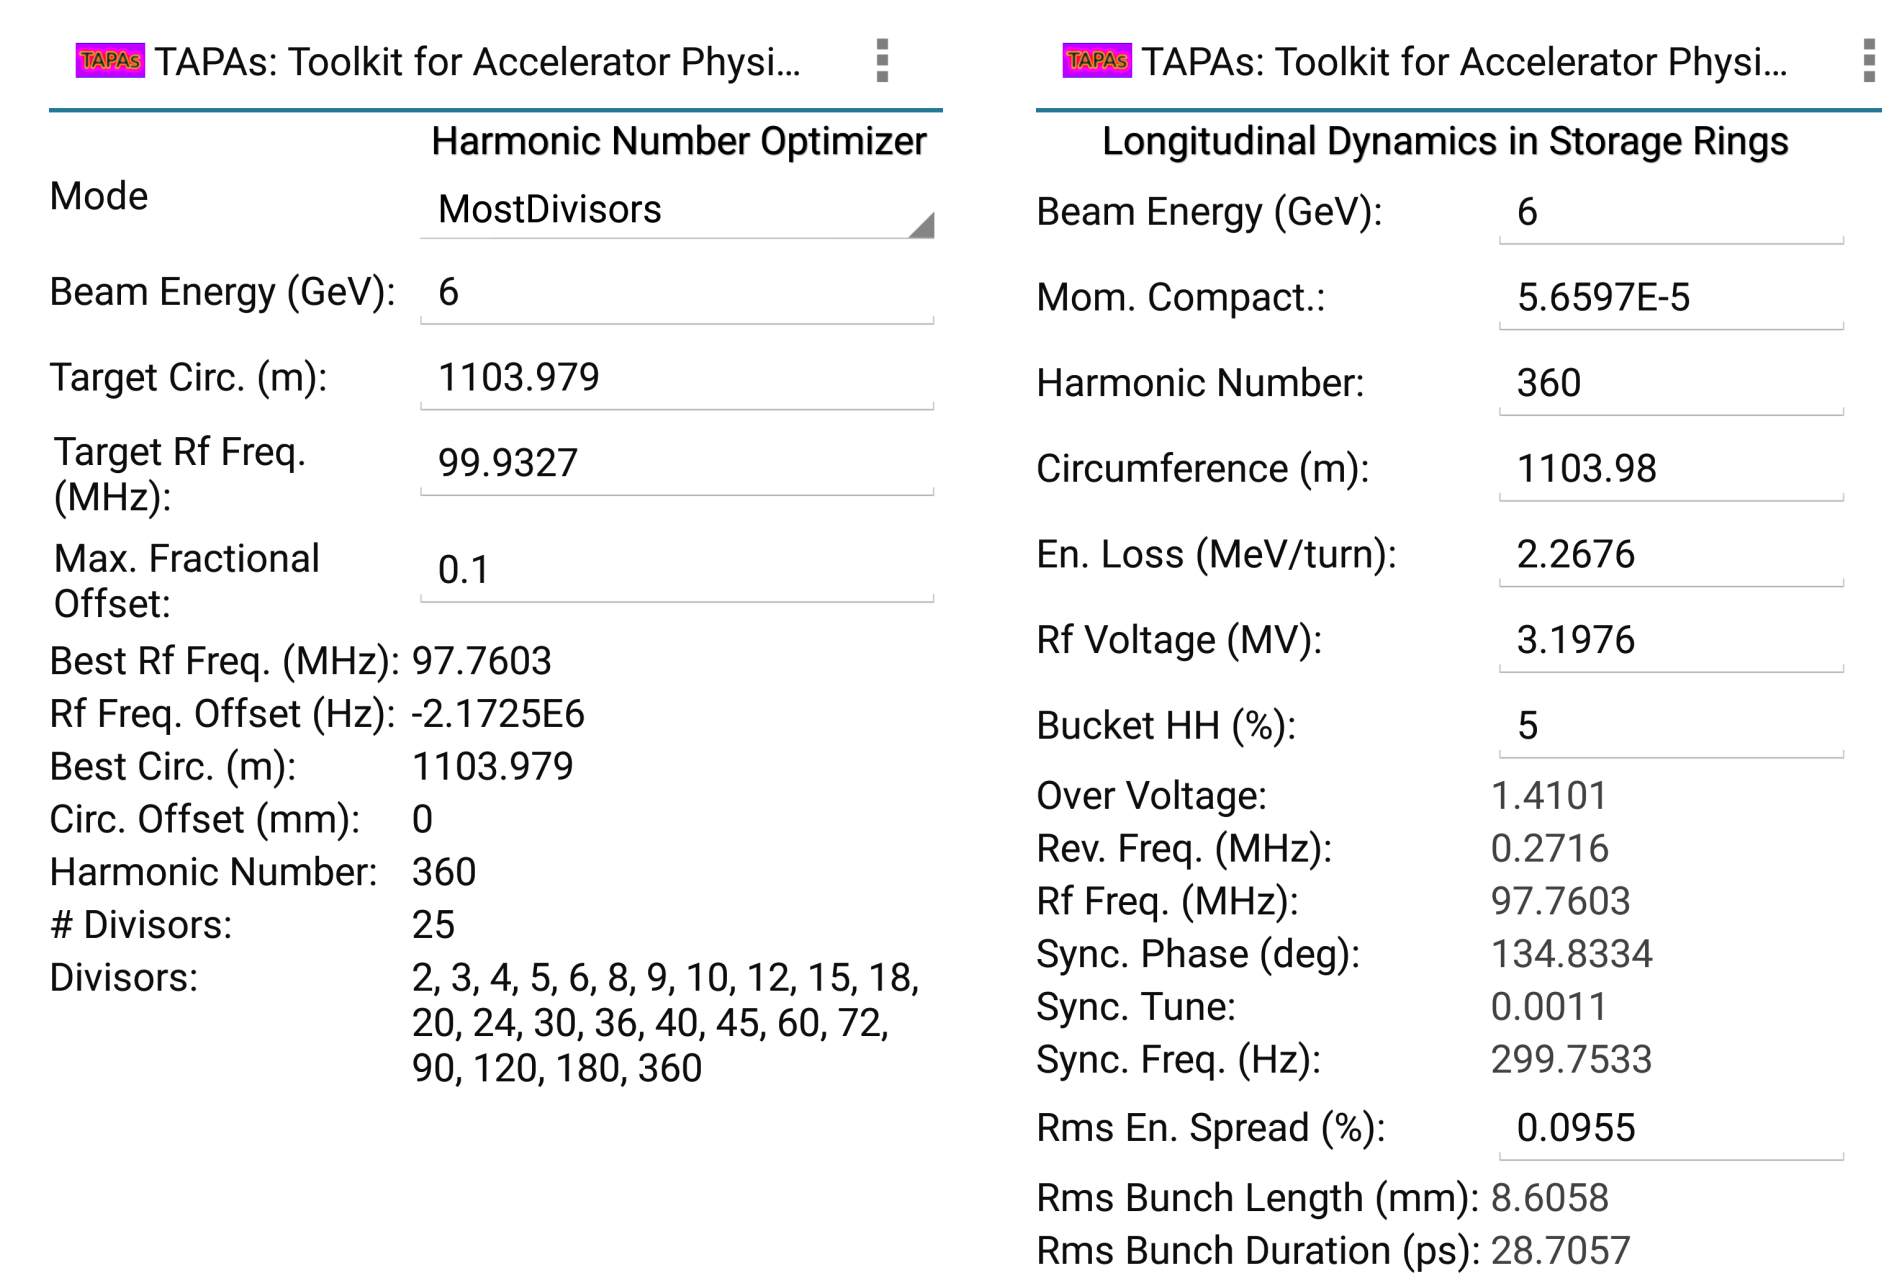 TAPAs TAPAs: Toolkit for Accelerator Physi...
Harmonic Number Optimizer
Mode MostDivisors
Beam Energy (GeV): 6
Target Circ. (m): 1103.979
Target Rf Freq.
(MHz): 99.9327
Max. Fractional
Offset: 0.1
Best Rf Freq. (MHz): 97.7603
Rf Freq. Offset (Hz): -2.1725E6
Best Circ. (m): 1103.979
Circ. Offset (mm): 0
Harmonic Number: 360
# Divisors: 25
Divisors: 2, 3, 4, 5, 6, 8, 9, 10, 12, 15, 18,
20, 24, 30, 36, 40, 45, 60, 72,
90, 120, 180, 360
TAPAs TAPAs: Toolkit for Accelerator Physi...
Longitudinal Dynamics in Storage Rings
Beam Energy (GeV): 6
Mom. Compact.: 5.6597E-5
Harmonic Number: 360
Circumference (m): 1103.98
En. Loss (MeV/turn): 2.2676
Rf Voltage (MV): 3.1976
Bucket HH (%): 5
Over Voltage: 1.4101
Rev. Freq. (MHz): 0.2716
Rf Freq. (MHz): 97.7603
Sync. Phase (deg): 134.8334
Sync. Tune: 0.0011
Sync. Freq. (Hz): 299.7533
Rms En. Spread (%): 0.0955
Rms Bunch Length (mm): 8.6058
Rms Bunch Duration (ps): 28.7057